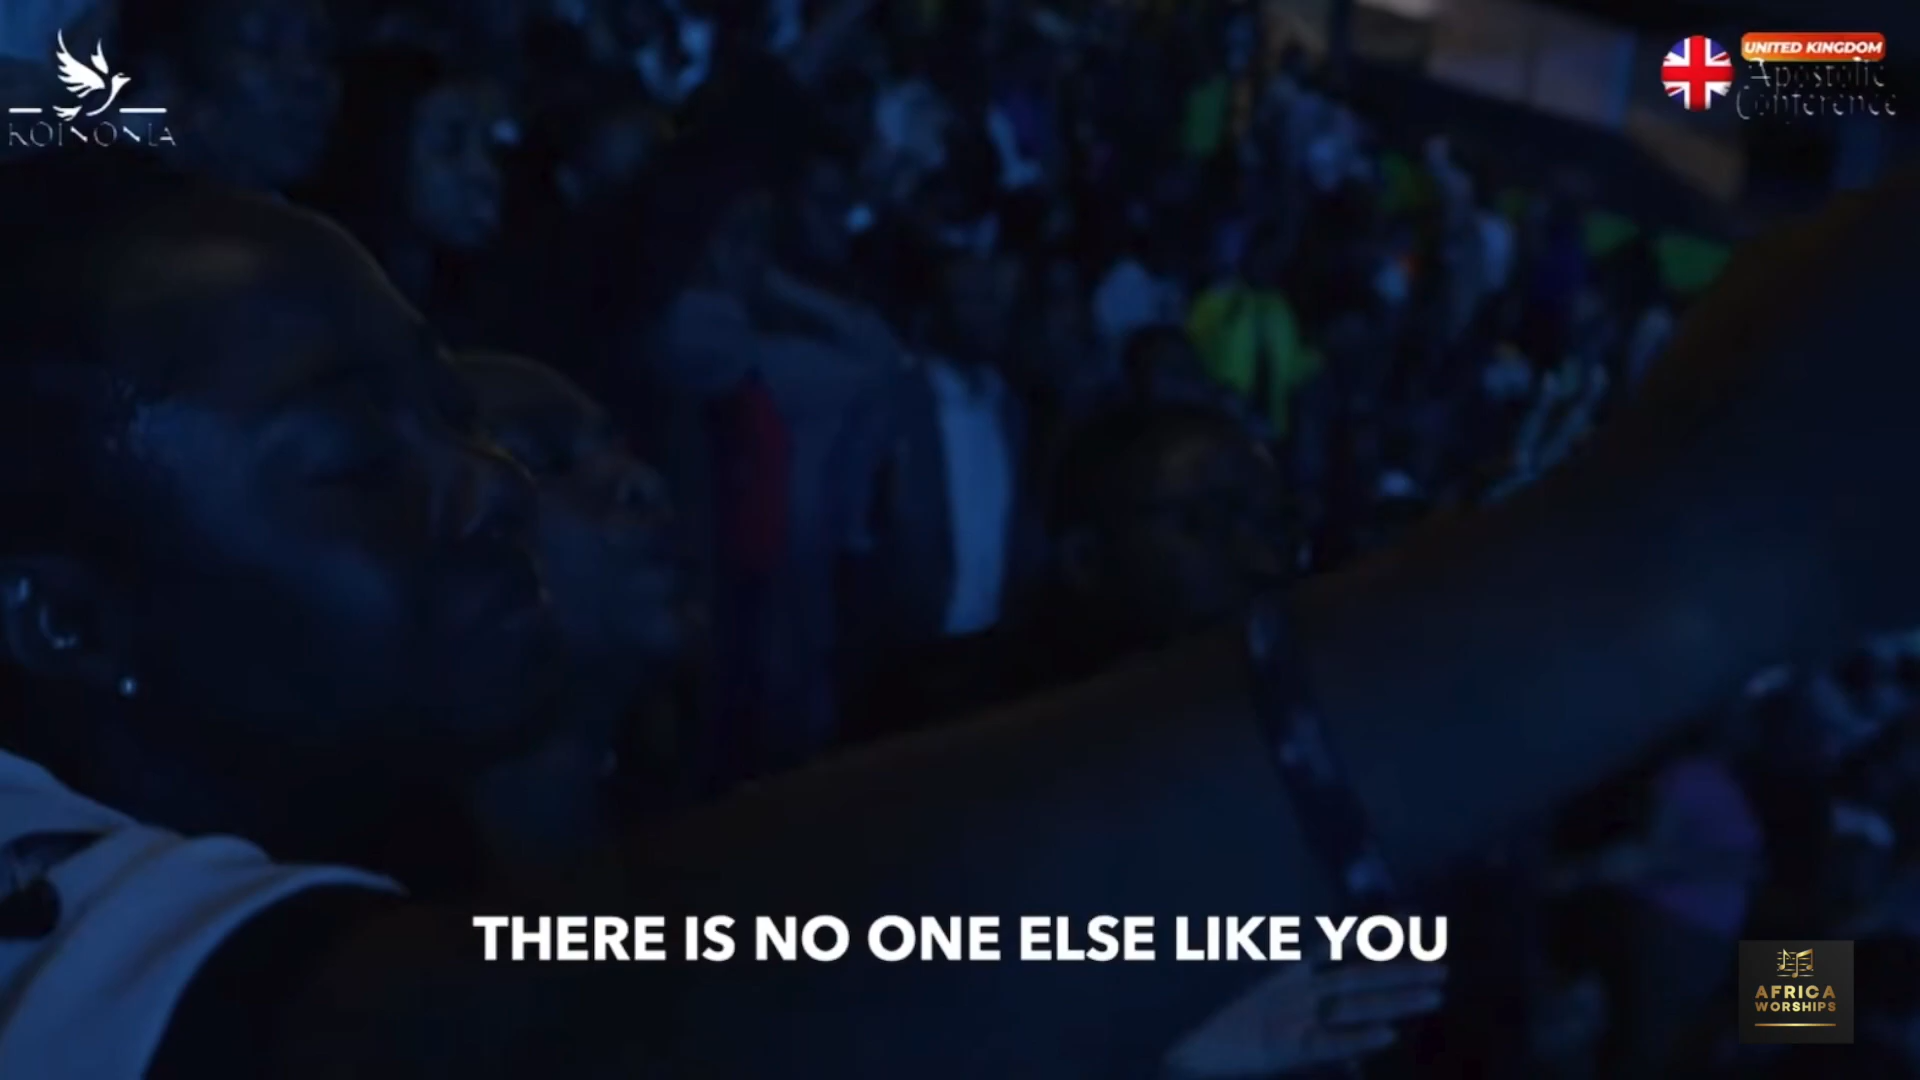 KOINONIA
UNITED KINGDOM
Apostolic
Conference
THERE IS NO ONE ELSE LIKE YOU
AFRICA
WORSHIPS